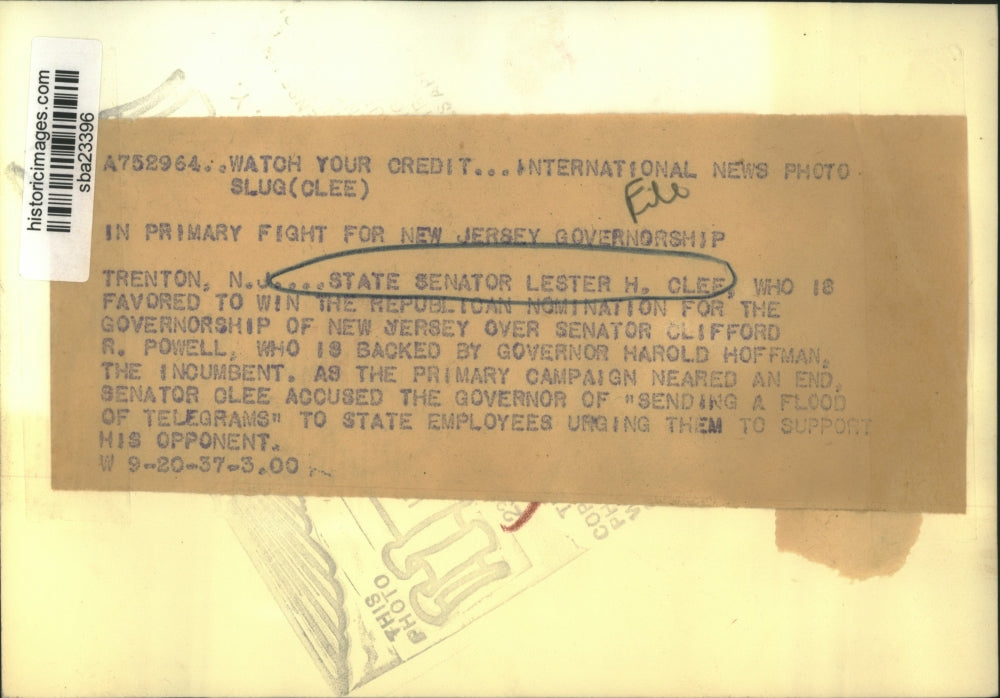 historicimages.com
sba23396
A752964..WATCH YOUR CREDIT...INTERNATIONAL NEWS PHOTO
SLUG(CLEE)
File
IN PRIMARY FIGHT FOR NEW JERSEY GOVERNORSHIP
TRENTON, N.J....STATE SENATOR LESTER H. CLEE, WHO IS
FAVORED TO WIN THE REPUBLICAN NOMINATION FOR THE
GOVERNORSHIP OF NEW JERSEY OVER SENATOR CLIFFORD
R. POWELL, WHO IS BACKED BY GOVERNOR HAROLD HOFFMAN,
THE INCUMBENT. AS THE PRIMARY CAMPAIGN NEARED AN END,
SENATOR CLEE ACCUSED THE GOVERNOR OF "SENDING A FLOOD
OF TELEGRAMS" TO STATE EMPLOYEES URGING THEM TO SUPPORT
HIS OPPONENT.
W 9-20-37-3.00
THIS
PHOTO